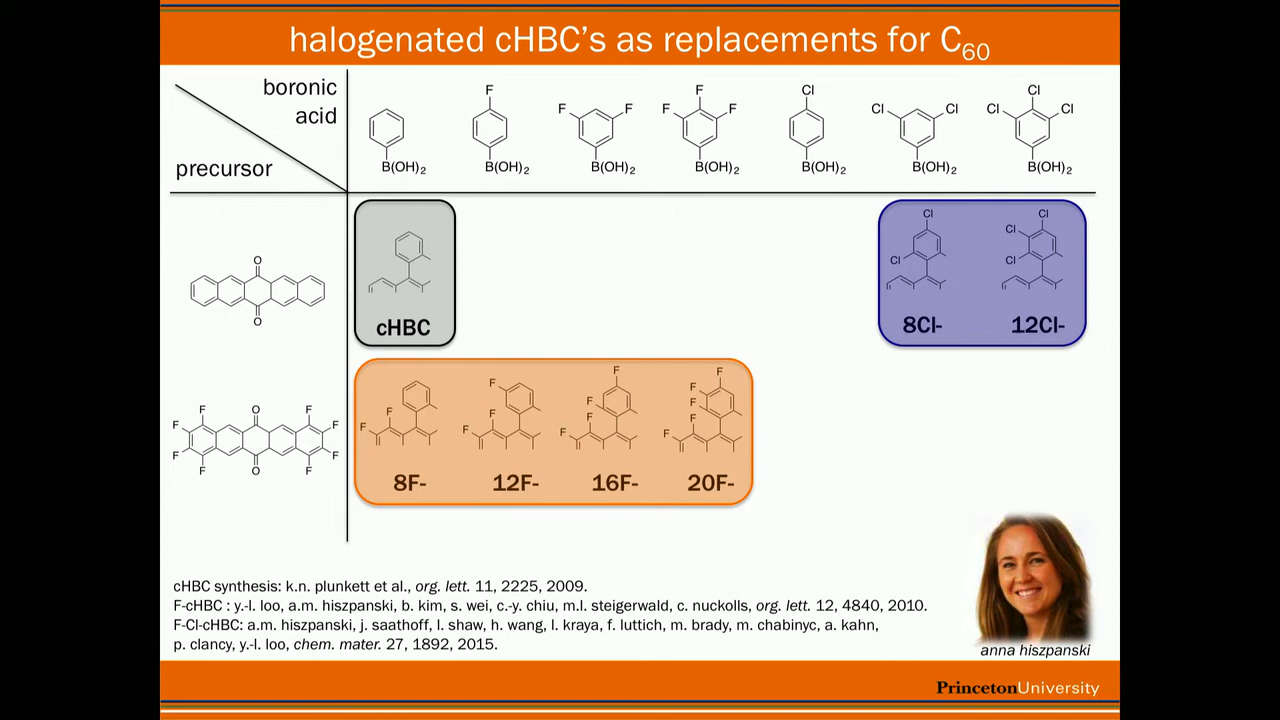 halogenated cHBC's as replacements for C60
boronic
acid
precursor
F
F F
F
F F
Cl
Cl Cl
Cl
Cl Cl
B(OH)2 B(OH)2 B(OH)2 B(OH)2 B(OH)2 B(OH)2 B(OH)2
O
O
cHBC
Cl
Cl
8Cl-
Cl
Cl
Cl
12Cl-
F O F
F F
F F
F O F
F
F
8F-
F
F
F
12F-
F
F
F
F
16F-
F
F
F
F
F
20F-
cHBC synthesis: k.n. plunkett et al., org. lett. 11, 2225, 2009.
F-cHBC : y.-l. loo, a.m. hiszpanski, b. kim, s. wei, c.-y. chiu, m.l. steigerwald, c. nuckolls, org. lett. 12, 4840, 2010.
F-Cl-cHBC: a.m. hiszpanski, j. saathoff, l. shaw, h. wang, l. kraya, f. luttich, m. brady, m. chabinyc, a. kahn,
p. clancy, y.-l. loo, chem. mater. 27, 1892, 2015.
anna hiszpanski
PrincetonUniversity